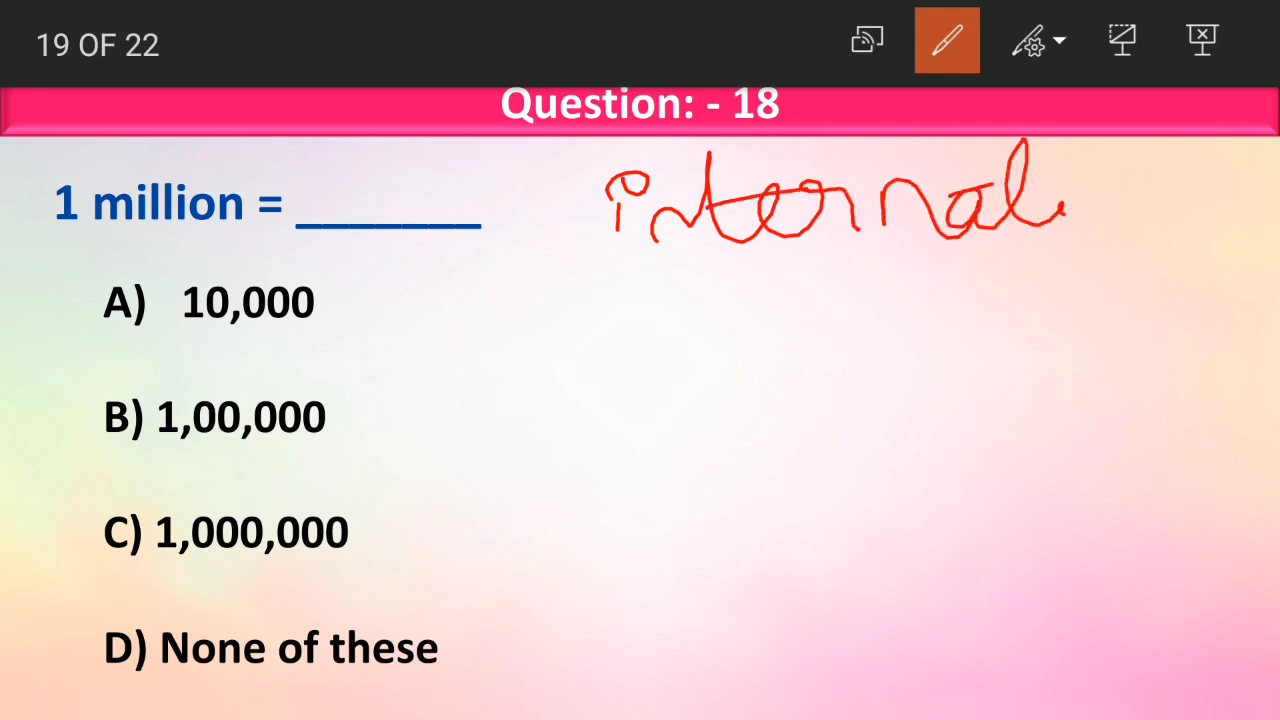 19 OF 22
Question: - 18
1 million = _______
internal
A) 10,000
B) 1,00,000
C) 1,000,000
D) None of these